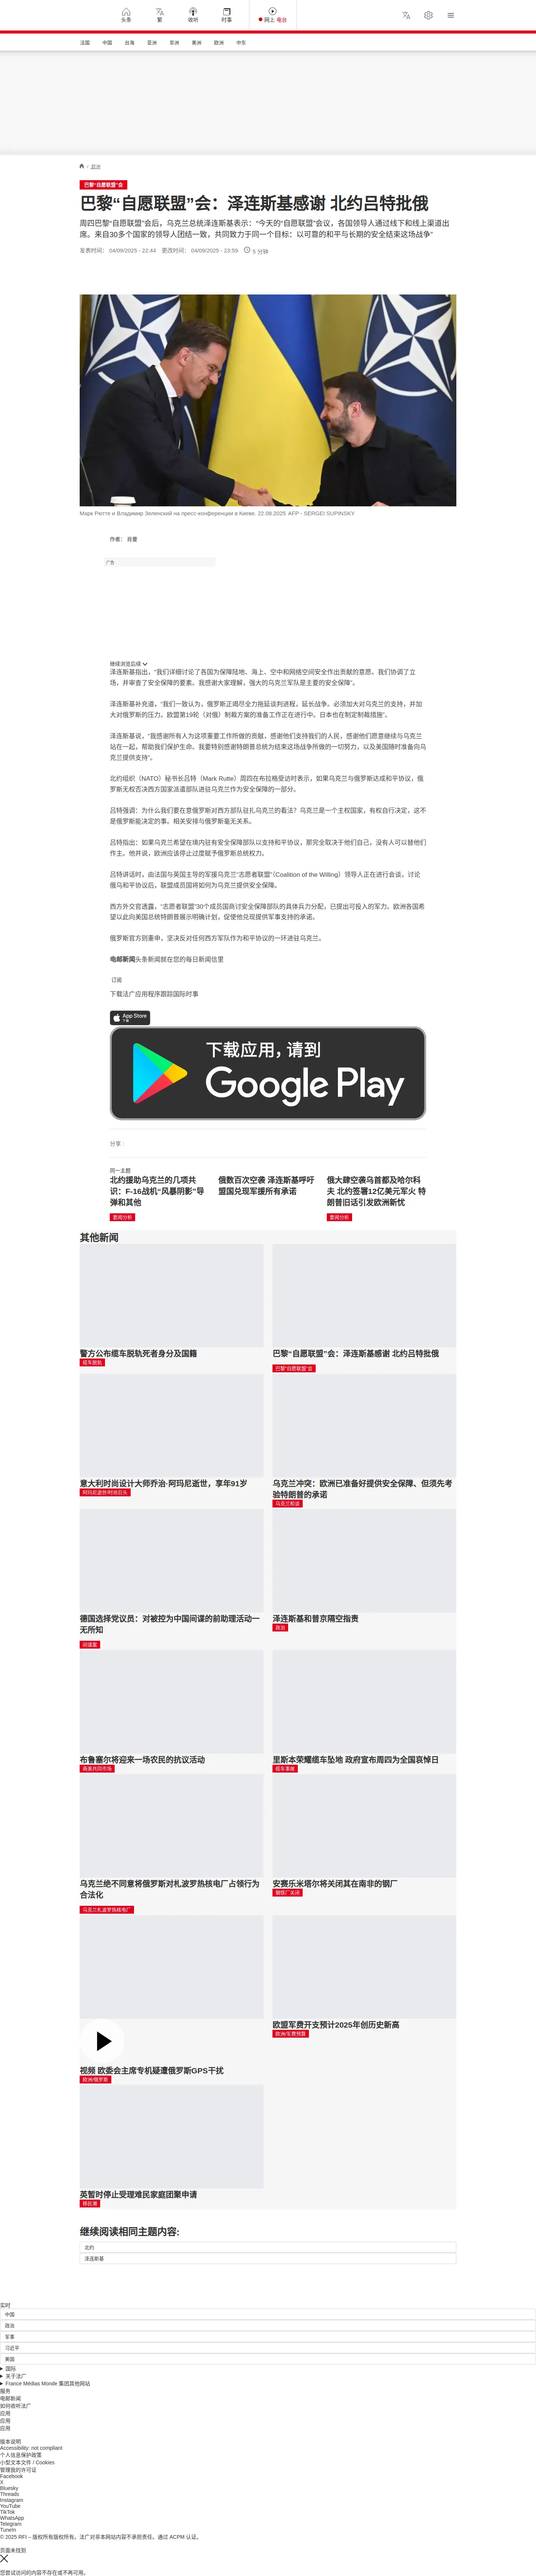 头条
繁
收听
时事
网上 电台
法国 中国 台海 亚洲 非洲 美洲 欧洲 中东
/ 欧洲
巴黎“自愿联盟”会
巴黎“自愿联盟”会：泽连斯基感谢 北约吕特批俄
周四巴黎“自愿联盟”会后，乌克兰总统泽连斯基表示：“今天的“自愿联盟”会议，各国领导人通过线下和线上渠道出
席。来自30多个国家的领导人团结一致，共同致力于同一个目标：以可靠的和平与长期的安全结束这场战争”
发表时间： 04/09/2025 - 22:44 更改时间： 04/09/2025 - 23:59 5 分钟
Марк Рютте и Владимир Зеленский на пресс-конференции в Киеве. 22.08.2025 AFP - SERGEI SUPINSKY
作者： 肖曼
广告
继续浏览后续
泽连斯基指出，“我们详细讨论了各国为保障陆地、海上、空中和网络空间安全作出贡献的意愿。我们协调了立
场，并审查了安全保障的要素。我感谢大家理解，强大的乌克兰军队是主要的安全保障”。
泽连斯基补充道，“我们一致认为，俄罗斯正竭尽全力拖延谈判进程，延长战争。必须加大对乌克兰的支持，并加
大对俄罗斯的压力。欧盟第19轮（对俄）制裁方案的准备工作正在进行中。日本也在制定制裁措施”。
泽连斯基说，“我感谢所有人为这项重要工作所做的贡献，感谢他们支持我们的人民，感谢他们愿意继续与乌克兰
站在一起，帮助我们保护生命。我要特别感谢特朗普总统为结束这场战争所做的一切努力，以及美国随时准备向乌
克兰提供支持”。
北约组织（NATO）秘书长吕特（Mark Rutte）周四在布拉格受访时表示，如果乌克兰与俄罗斯达成和平协议，俄
罗斯无权否决西方国家派遣部队进驻乌克兰作为安全保障的一部分。
吕特强调：为什么我们要在意俄罗斯对西方部队驻扎乌克兰的看法？乌克兰是一个主权国家，有权自行决定，这不
是俄罗斯能决定的事。相关安排与俄罗斯毫无关系。
吕特指出：如果乌克兰希望在境内驻有安全保障部队以支持和平协议，那完全取决于他们自己，没有人可以替他们
作主。他并说，欧洲应该停止过度赋予俄罗斯总统权力。
吕特讲话时，由法国与英国主导的军援乌克兰“志愿者联盟”（Coalition of the Willing）领导人正在进行会谈，讨论
俄乌和平协议后，联盟成员国将如何为乌克兰提供安全保障。
西方外交官透露，“志愿者联盟”30个成员国商讨安全保障部队的具体兵力分配，已提出可投入的军力。欧洲各国希
望以此向美国总统特朗普展示明确计划，促使他兑现提供军事支持的承诺。
俄罗斯官方则重申，坚决反对任何西方军队作为和平协议的一环进驻乌克兰。
电邮新闻头条新闻就在您的每日新闻信里
订阅
下载法广应用程序跟踪国际时事
App Store
下载
下载应用，请到
Google Play
分享 :
同一主题
北约援助乌克兰的几项共
识：F-16战机“风暴阴影”导
弹和其他
要闻分析
俄数百次空袭 泽连斯基呼吁
盟国兑现军援所有承诺
俄大肆空袭乌首都及哈尔科
夫 北约签署12亿美元军火 特
朗普旧话引发欧洲新忧
要闻分析
其他新闻
警方公布缆车脱轨死者身分及国籍
缆车脱轨
巴黎“自愿联盟”会：泽连斯基感谢 北约吕特批俄
巴黎“自愿联盟”会
意大利时尚设计大师乔治·阿玛尼逝世，享年91岁
阿玛尼逝世/时尚巨头
乌克兰冲突：欧洲已准备好提供安全保障、但须先考
验特朗普的承诺
乌克兰和谈
德国选择党议员：对被控为中国间谍的前助理活动一
无所知
间谍案
泽连斯基和普京隔空指责
政治
布鲁塞尔将迎来一场农民的抗议活动
南美共同市场
里斯本荣耀缆车坠地 政府宣布周四为全国哀悼日
缆车事故
乌克兰绝不同意将俄罗斯对札波罗热核电厂占领行为
合法化
乌克兰札波罗热核电厂
安赛乐米塔尔将关闭其在南非的钢厂
钢铁厂关闭
视频 欧委会主席专机疑遭俄罗斯GPS干扰
欧洲/俄罗斯
欧盟军费开支预计2025年创历史新高
欧洲/军费预算
英暂时停止受理难民家庭团聚申请
移民潮
继续阅读相同主题内容:
北约
泽连斯基
实时
中国
政治
军事
习近平
美国
国际
关于法广
France Médias Monde 集团其他网站
服务
电邮新闻
如何收听法广
应用
应用
应用
版本说明
Accessibility: not compliant
个人信息保护政策
小型文本文件 / Cookies
管理我的许可证
Facebook
X
Bluesky
Threads
Instagram
YouTube
TikTok
WhatsApp
Telegram
TuneIn
© 2025 RFI – 版权所有版权所有。法广对非本网站内容不承担责任。通过 ACPM 认证。
页面未找到
您尝试访问的内容不存在或不再可用。